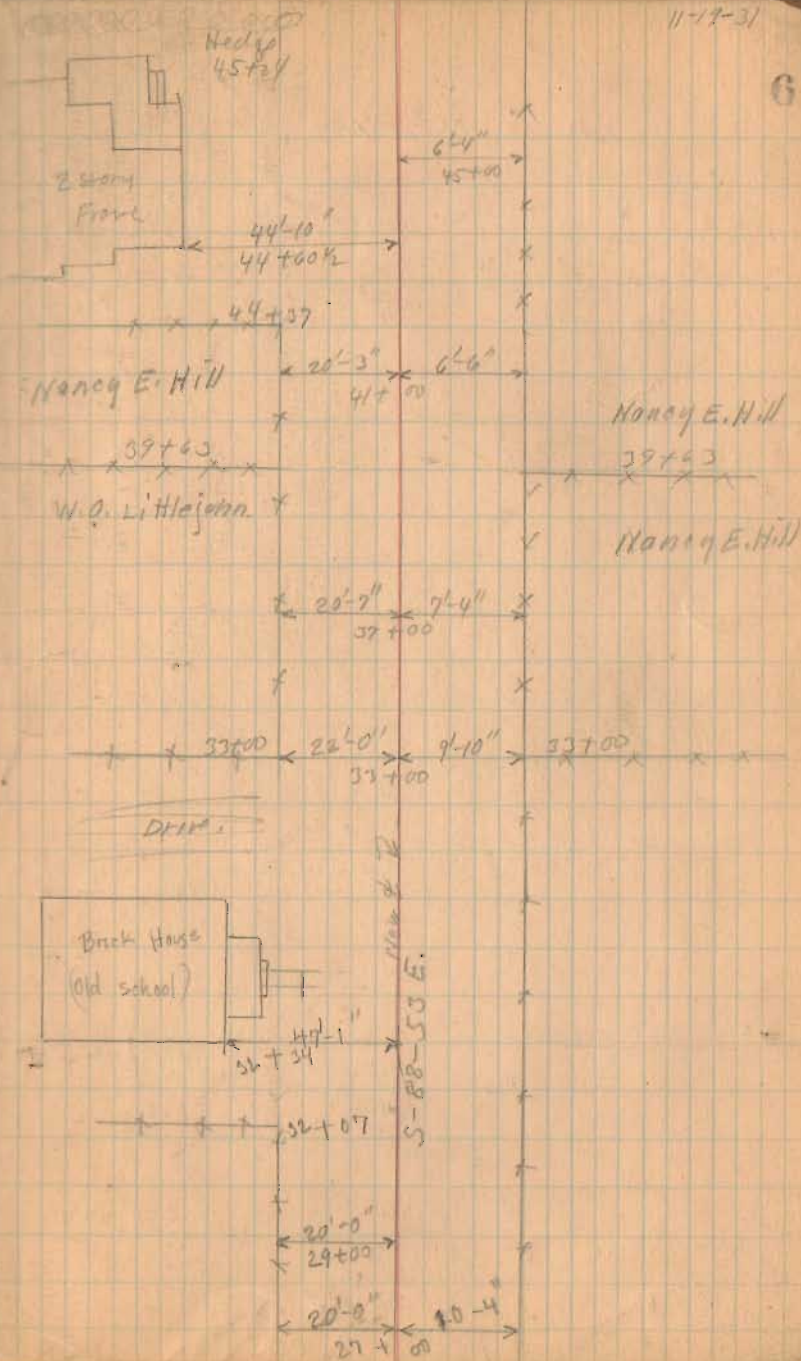 11-19-31
6
Hedge
45+24
6'-4"
45+00
2 story
Frame
44'-10"
44+60½
44+37
20'-3" 6'-6"
41+00
Nancy E. Hill
Nancy E. Hill
39+63
39+63
W.O. Littlejohn
Nancy E. Hill
20'-7" 7'-4"
37+00
33+00 22'-0" 9'-10" 33+00
33+00
Drive.
Brick House
(Old school)
S-88-53 E.
47'-1"
32+34
32+07
20'-0"
29+00
20'-0" 10-4"
27+00